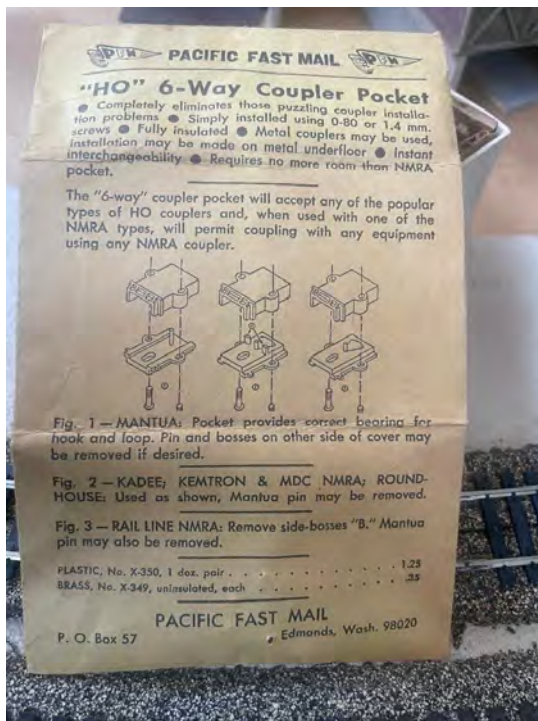 PFM PACIFIC FAST MAIL PFM
"HO" 6-Way Coupler Pocket
● Completely eliminates those puzzling coupler installa-
tion problems ● Simply installed using 0-80 or 1.4 mm.
screws ● Fully insulated ● Metal couplers may be used,
installation may be made on metal underfloor ● Instant
interchangeability ● Requires no more room than NMRA
pocket.
The "6-way" coupler pocket will accept any of the popular
types of HO couplers and, when used with one of the
NMRA types, will permit coupling with any equipment
using any NMRA coupler.
Fig. 1 — MANTUA: Pocket provides correct bearing for
hook and loop. Pin and bosses on other side of cover may
be removed if desired.
Fig. 2 — KADEE; KEMTRON & MDC NMRA; ROUND-
HOUSE: Used as shown, Mantua pin may be removed.
Fig. 3 — RAIL LINE NMRA: Remove side-bosses "B." Mantua
pin may also be removed.
PLASTIC, No. X-350, 1 doz. pair . . . . . . . . . . . 1.25
BRASS, No. X-349, uninsulated, each . . . . . . . . . . .35
PACIFIC FAST MAIL
P. O. Box 57 Edmonds, Wash. 98020